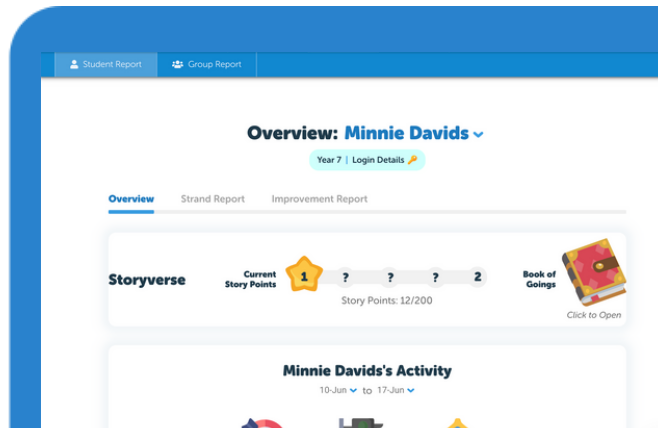 Student Report Group Report
Overview: Minnie Davids
Year 7 | Login Details
Overview Strand Report Improvement Report
Storyverse
Current
Story Points
1 ? ? ? 2
Story Points: 12/200
Book of
Goings
Click to Open
Minnie Davids's Activity
10-Jun to 17-Jun